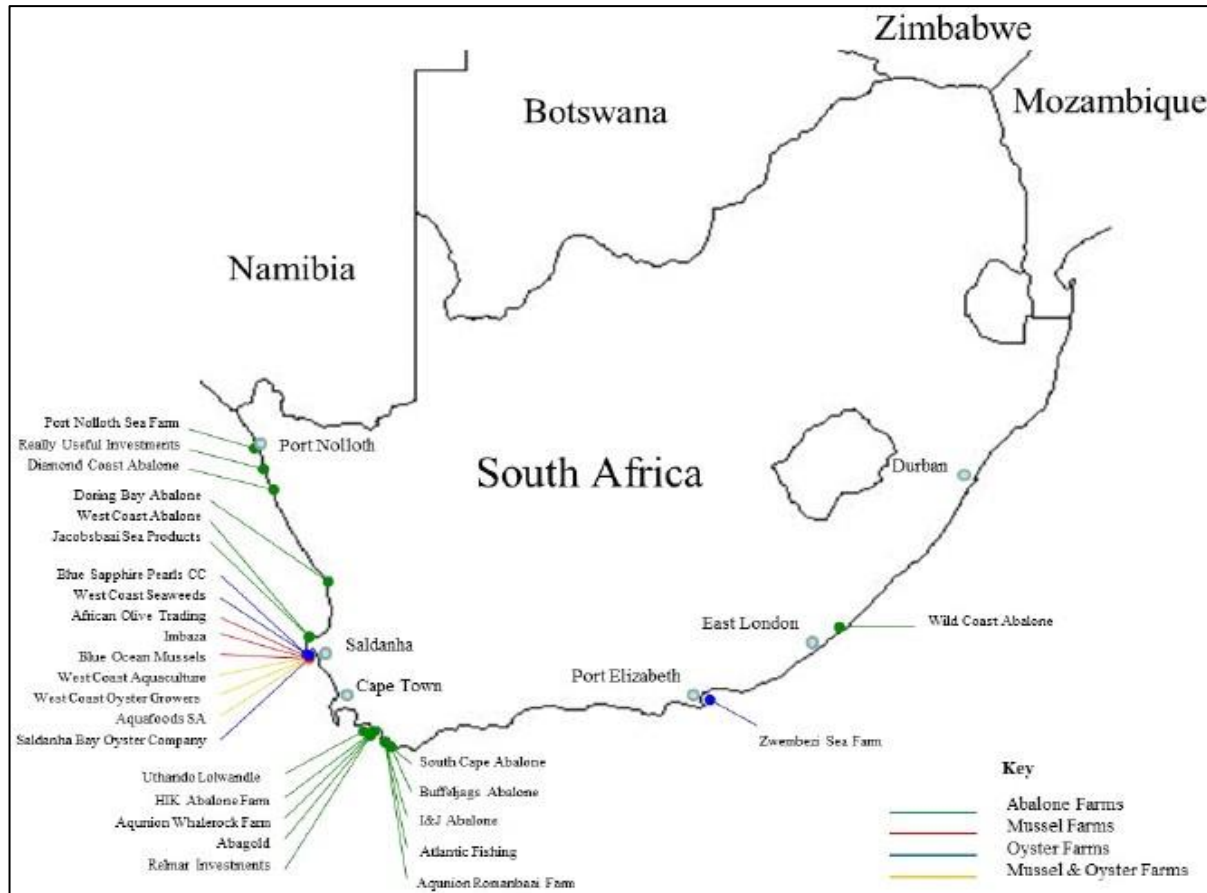 Zimbabwe
Botswana
Mozambique
Namibia
South Africa
Port Nolloth Sea Farm
Really Useful Investments
Diamond Coast Abalone
Port Nolloth
Doring Bay Abalone
West Coast Abalone
Jacobsbaai Sea Products
Blue Sapphire Pearls CC
West Coast Seaweeds
African Olive Trading
Imbaza
Blue Ocean Mussels
West Coast Aquaculture
West Coast Oyster Growers
Aquafoods SA
Saldanha Bay Oyster Company
Saldanha
Cape Town
Uthando Lolwandle
HIK Abalone Farm
Aqunion Whalerock Farm
Abagold
Relmar Investments
South Cape Abalone
Buffeljags Abalone
I&J Abalone
Atlantic Fishing
Aqunion Romanbaai Farm
Durban
East London
Wild Coast Abalone
Port Elizabeth
Zwembezi Sea Farm
Key
Abalone Farms
Mussel Farms
Oyster Farms
Mussel & Oyster Farms